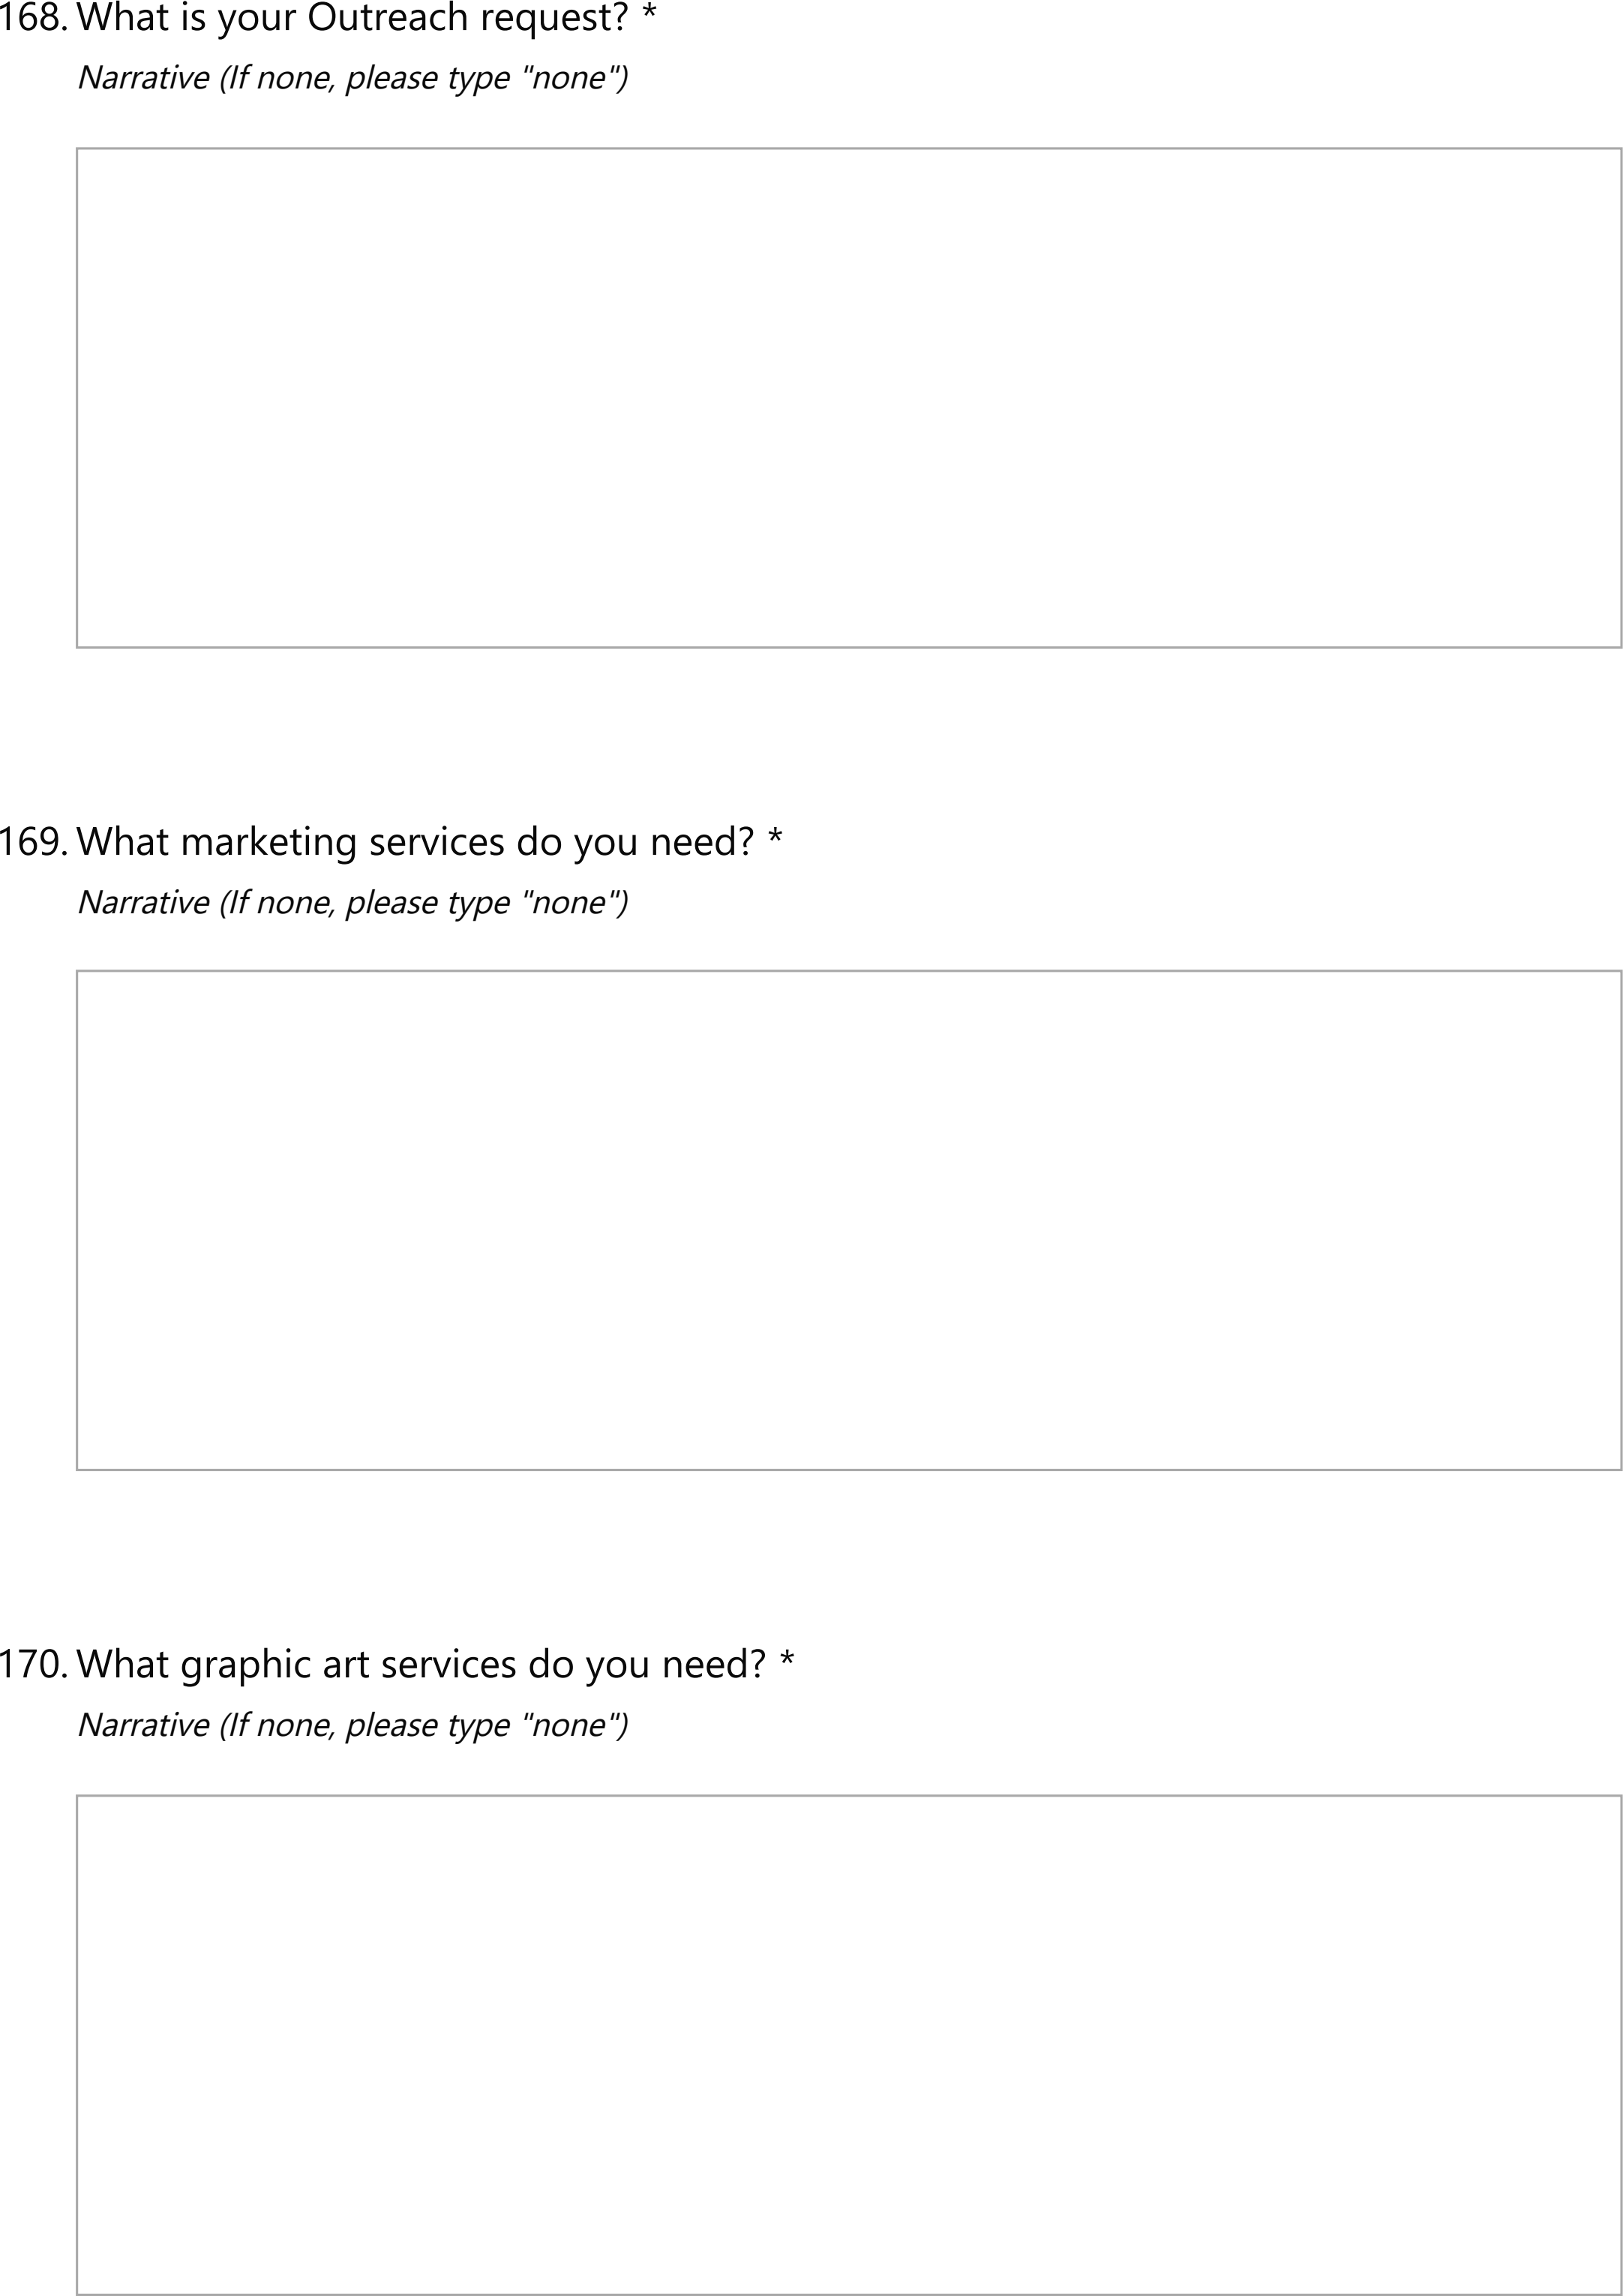 168. What is your Outreach request? *
Narrative (If none, please type "none")
169. What marketing services do you need? *
Narrative (If none, please type "none")
170. What graphic art services do you need? *
Narrative (If none, please type "none")